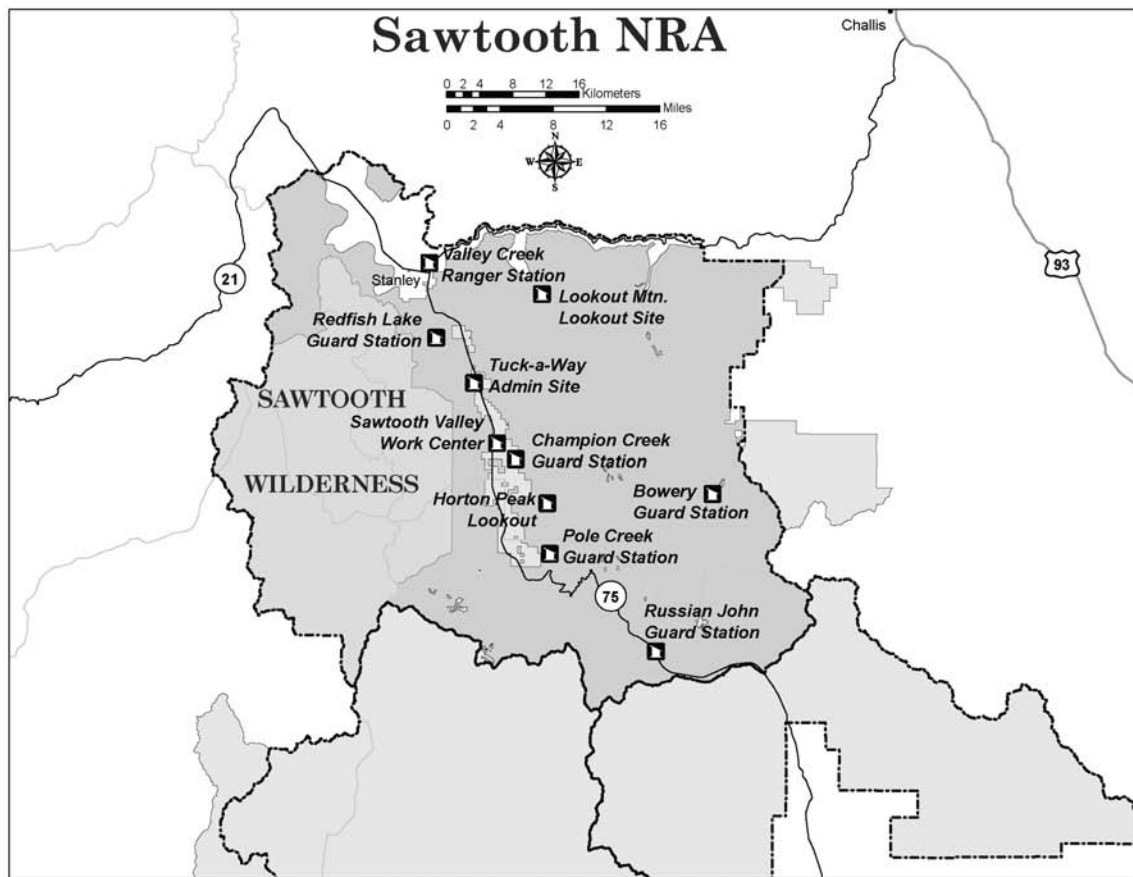 Sawtooth NRA
Challis
0 2 4 8 12 16
Kilometers
Miles
0 2 4 8 12 16
N
W E
S
21
93
Valley Creek
Ranger Station
Stanley
Lookout Mtn.
Lookout Site
Redfish Lake
Guard Station
Tuck-a-Way
Admin Site
SAWTOOTH
WILDERNESS
Sawtooth Valley
Work Center
Champion Creek
Guard Station
Horton Peak
Lookout
Bowery
Guard Station
Pole Creek
Guard Station
75
Russian John
Guard Station